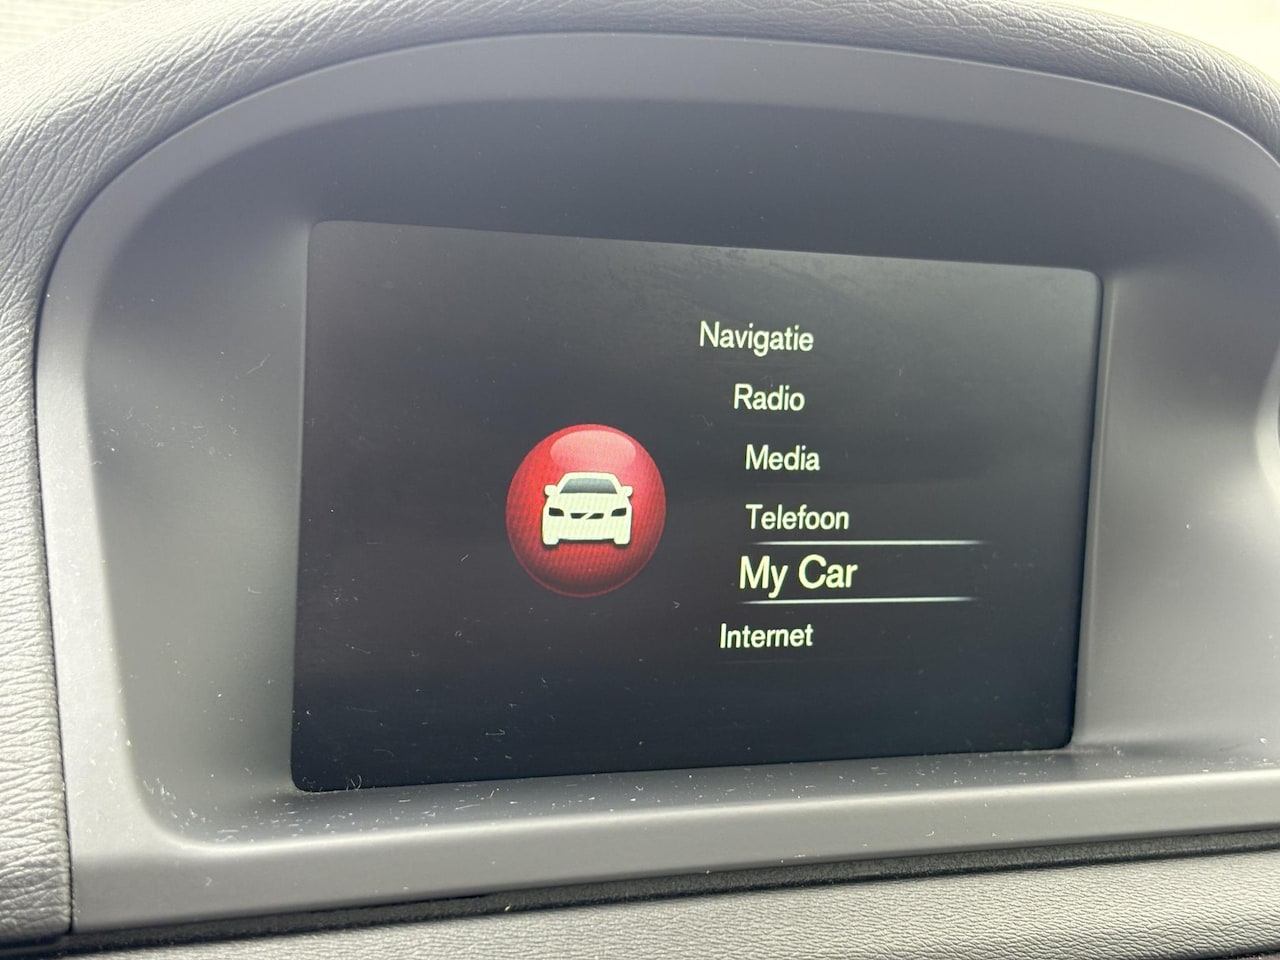 Navigatie
Radio
Media
Telefoon
My Car
Internet